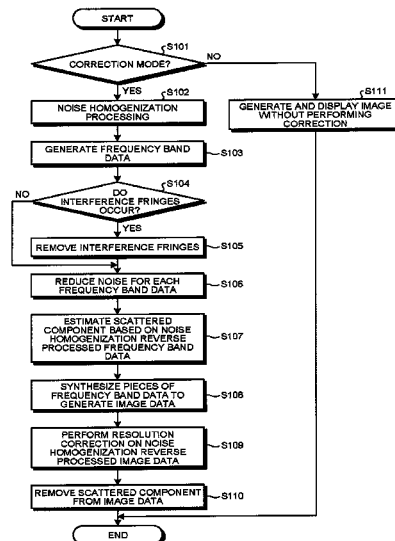 START
S101
CORRECTION MODE?
NO
YES
S102
NOISE HOMOGENIZATION
PROCESSING
S111
GENERATE AND DISPLAY IMAGE
WITHOUT PERFORMING
CORRECTION
GENERATE FREQUENCY BAND
DATA
S103
S104
DO
INTERFERENCE FRINGES
OCCUR?
NO
YES
REMOVE INTERFERENCE FRINGES
S105
REDUCE NOISE FOR EACH
FREQUENCY BAND DATA
S106
ESTIMATE SCATTERED
COMPONENT BASED ON NOISE
HOMOGENIZATION REVERSE
PROCESSED FREQUENCY BAND
DATA
S107
SYNTHESIZE PIECES OF
FREQUENCY BAND DATA TO
GENERATE IMAGE DATA
S108
PERFORM RESOLUTION
CORRECTION ON NOISE
HOMOGENIZATION REVERSE
PROCESSED IMAGE DATA
S109
REMOVE SCATTERED COMPONENT
FROM IMAGE DATA
S110
END